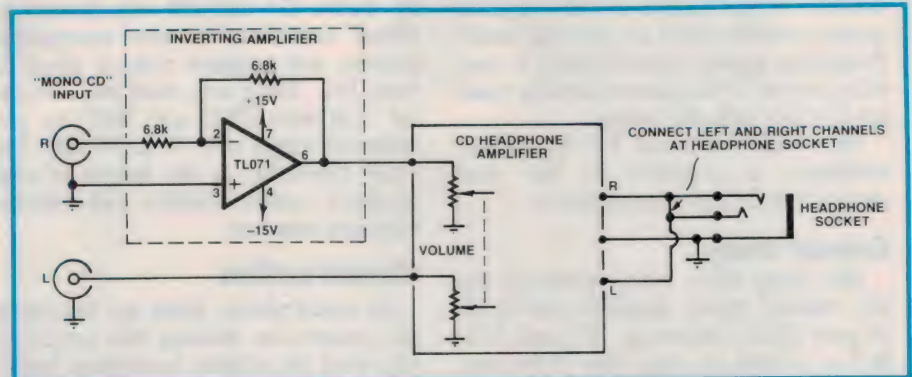 INVERTING AMPLIFIER
6.8k
"MONO CD"
INPUT
+15V
CONNECT LEFT AND RIGHT CHANNELS
AT HEADPHONE SOCKET
6.8k
CD HEADPHONE
AMPLIFIER
R
2
7
−
TL071
6
R
+
3
4
HEADPHONE
SOCKET
−15V
VOLUME
L
L